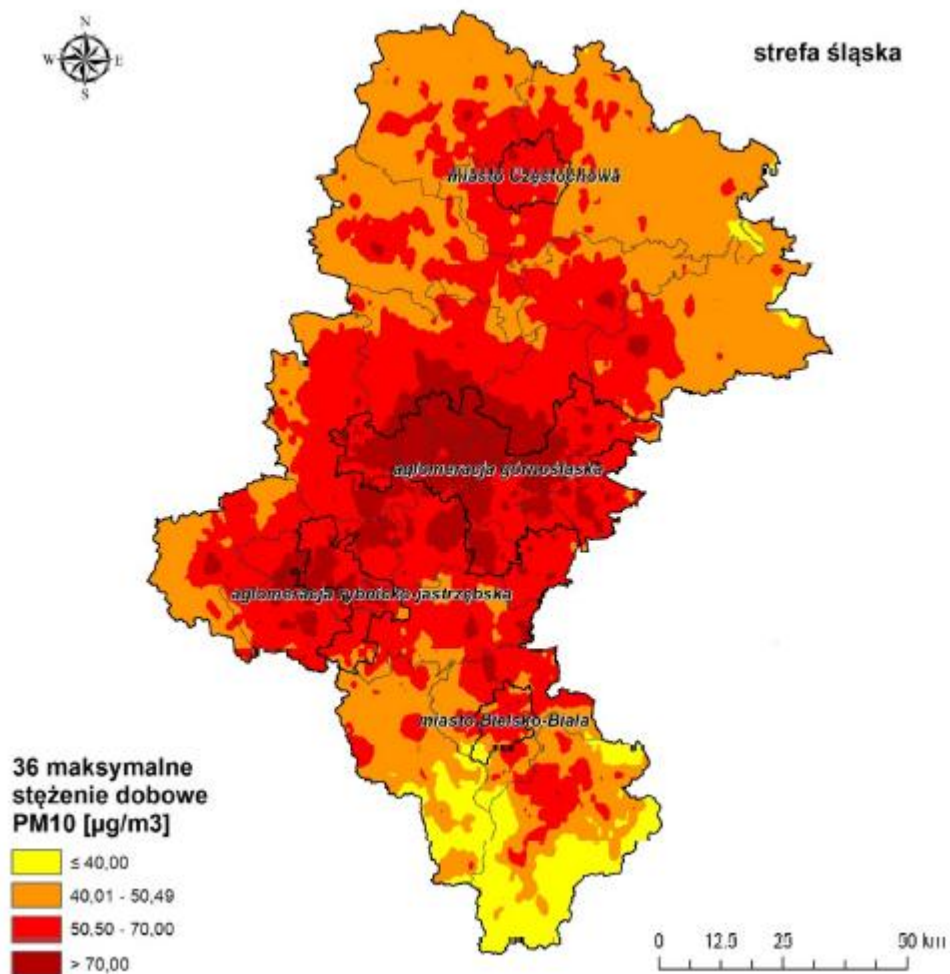 N
W E
S
strefa śląska
miasto Częstochowa
aglomeracja górnośląska
aglomeracja rybnicko-jastrzębska
miasto Bielsko-Biała
36 maksymalne
stężenie dobowe
PM10 [µg/m3]
≤ 40,00
40,01 - 50,49
50,50 - 70,00
> 70,00
0 12.5 25 50 km